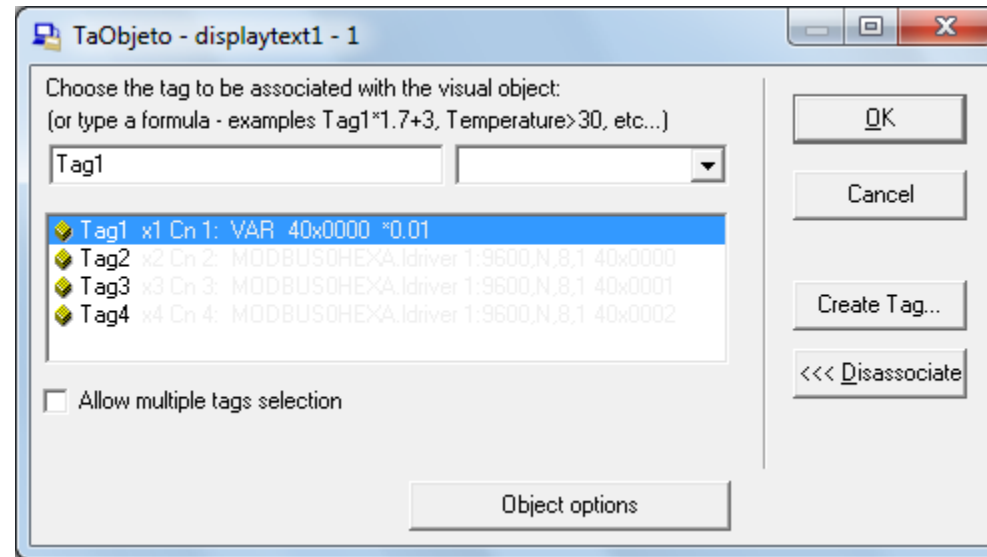 TaObjeto - displaytext1 - 1
Choose the tag to be associated with the visual object:
(or type a formula - examples Tag1*1.7+3, Temperature>30, etc...)
Tag1
Tag1 x1 Cn 1: VAR 40x0000 *0.01
Tag2 x2 Cn 2: MODBUS0HEXA.ldriver 1:9600,N,8,1 40x0000
Tag3 x3 Cn 3: MODBUS0HEXA.ldriver 1:9600,N,8,1 40x0001
Tag4 x4 Cn 4: MODBUS0HEXA.ldriver 1:9600,N,8,1 40x0002
Allow multiple tags selection
Object options
OK
Cancel
Create Tag...
<<< Disassociate